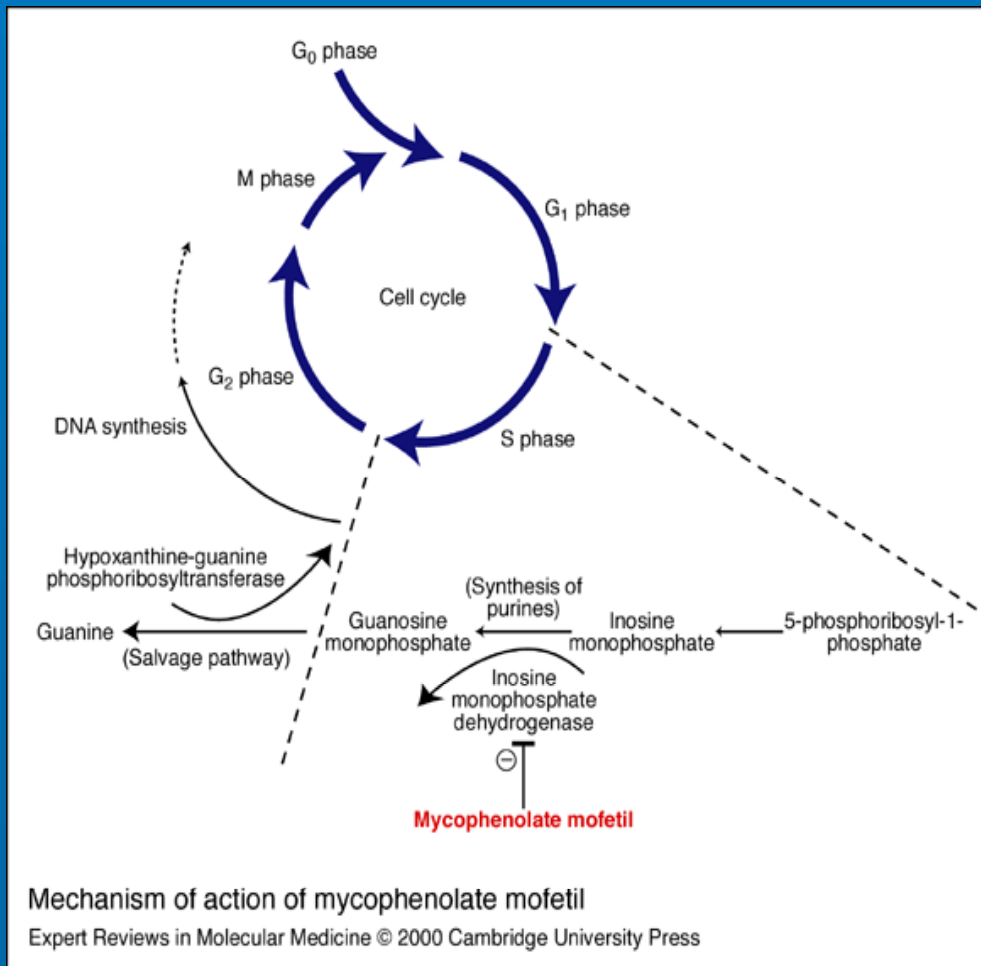 G0 phase
M phase
G1 phase
Cell cycle
G2 phase
DNA synthesis
S phase
Hypoxanthine-guanine
phosphoribosyltransferase
(Synthesis of
purines)
Guanine
(Salvage pathway)
Guanosine
monophosphate
Inosine
monophosphate
5-phosphoribosyl-1-
phosphate
Inosine
monophosphate
dehydrogenase
−
Mycophenolate mofetil
Mechanism of action of mycophenolate mofetil
Expert Reviews in Molecular Medicine © 2000 Cambridge University Press